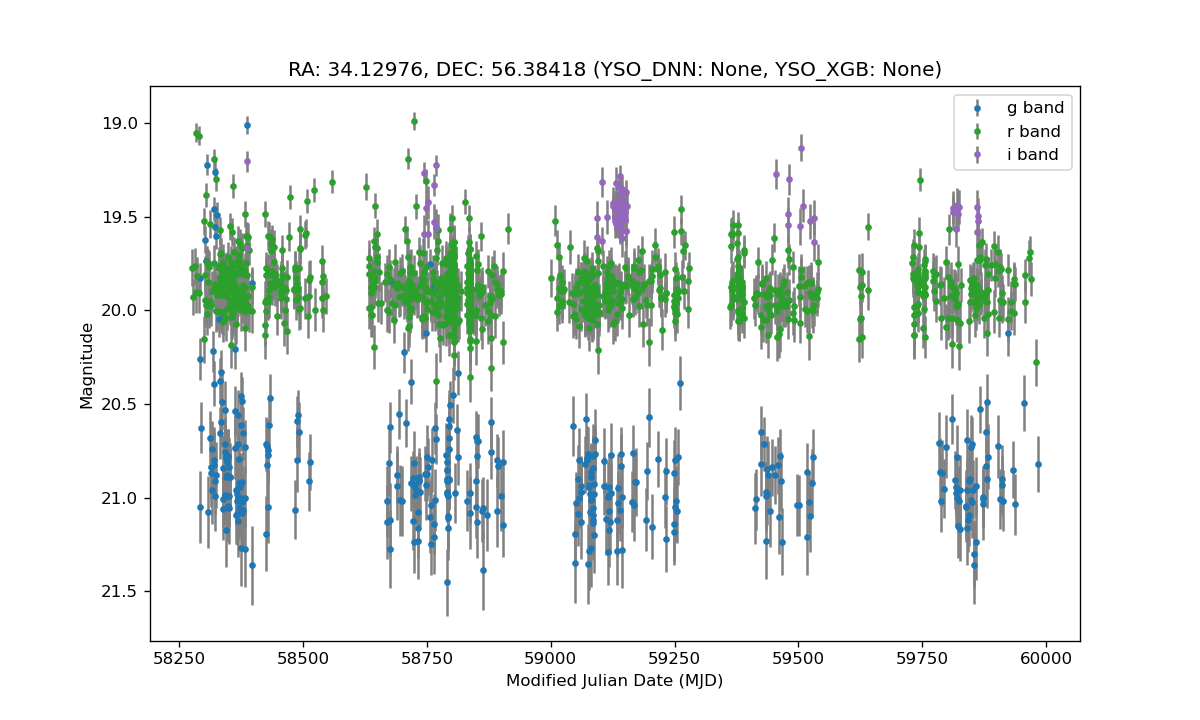 RA: 34.12976, DEC: 56.38418 (YSO_DNN: None, YSO_XGB: None)
g band
r band
i band
19.0
19.5
20.0
20.5
21.0
21.5
Magnitude
58250 58500 58750 59000 59250 59500 59750 60000
Modified Julian Date (MJD)